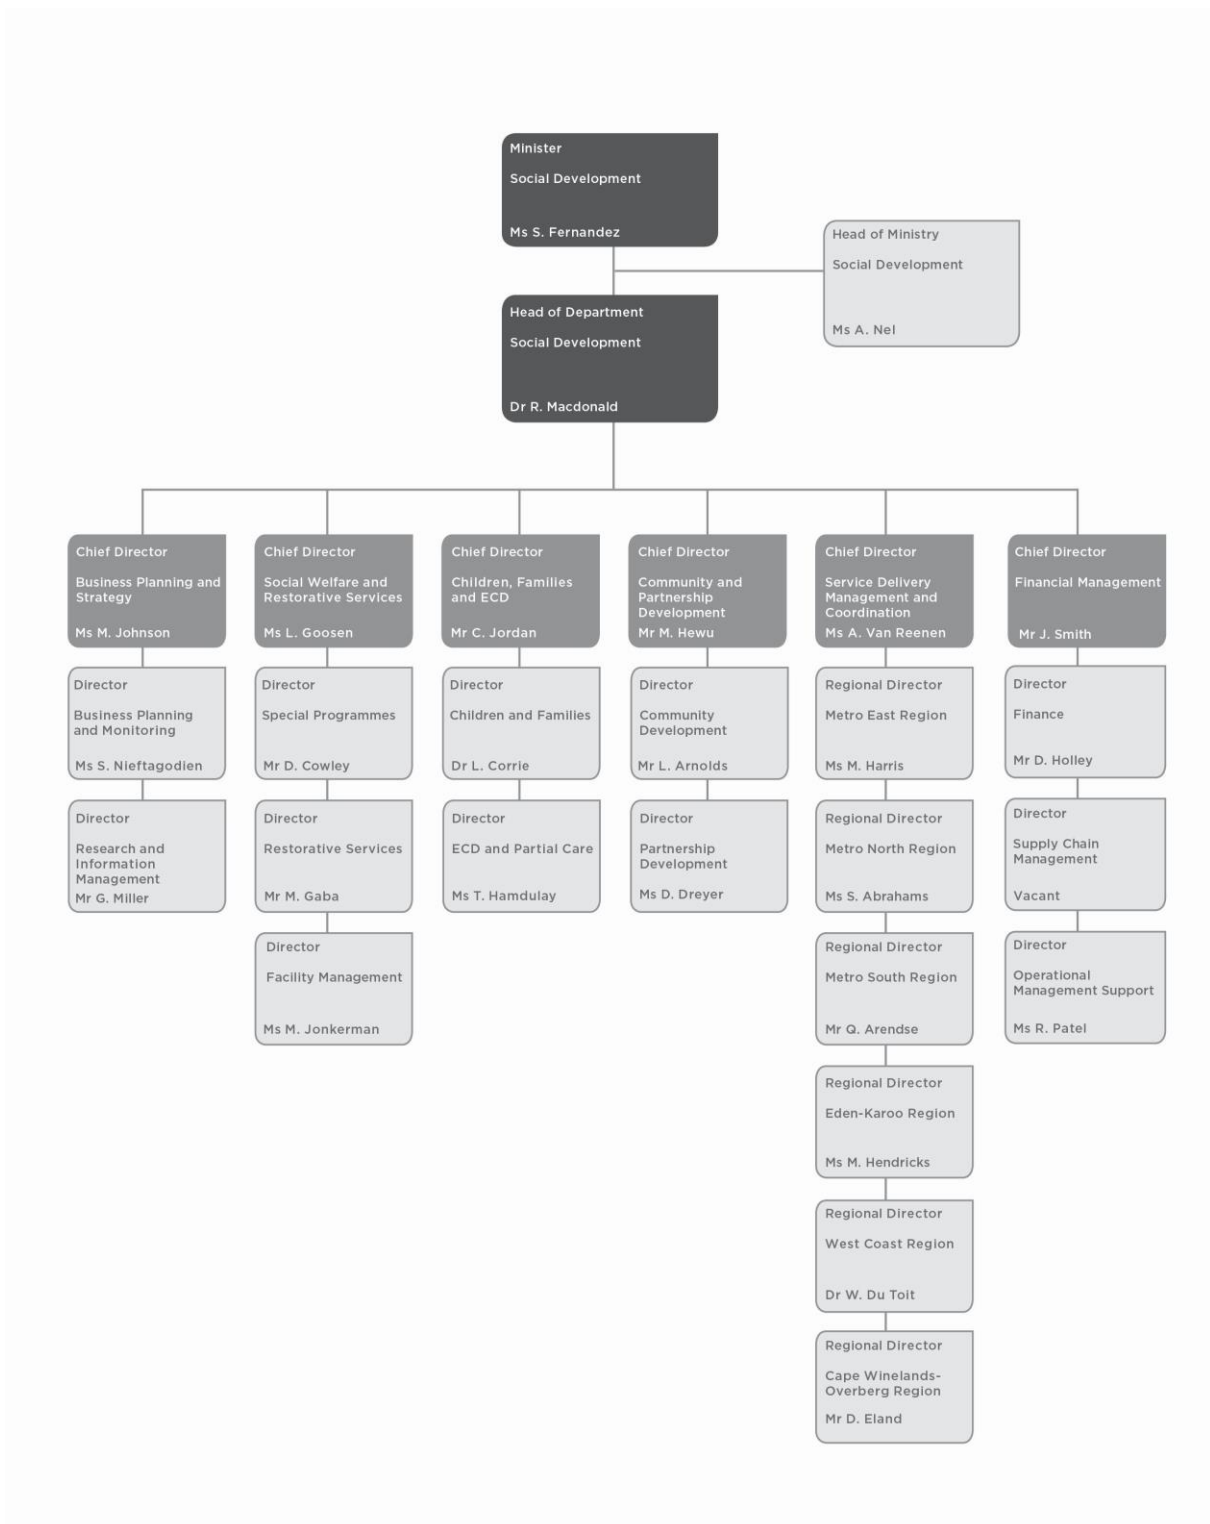 Minister
Social Development
Ms S. Fernandez
Head of Ministry
Social Development
Ms A. Nel
Head of Department
Social Development
Dr R. Macdonald
Chief Director
Business Planning and
Strategy
Ms M. Johnson
Director
Business Planning
and Monitoring
Ms S. Nieftagodien
Director
Research and
Information
Management
Mr G. Miller
Chief Director
Social Welfare and
Restorative Services
Ms L. Goosen
Director
Special Programmes
Mr D. Cowley
Director
Restorative Services
Mr M. Gaba
Director
Facility Management
Ms M. Jonkerman
Chief Director
Children, Families
and ECD
Mr C. Jordan
Director
Children and Families
Dr L. Corrie
Director
ECD and Partial Care
Ms T. Hamdulay
Chief Director
Community and
Partnership
Development
Mr M. Hewu
Director
Community
Development
Mr L. Arnolds
Director
Partnership
Development
Ms D. Dreyer
Chief Director
Service Delivery
Management and
Coordination
Ms A. Van Reenen
Regional Director
Metro East Region
Ms M. Harris
Regional Director
Metro North Region
Ms S. Abrahams
Regional Director
Metro South Region
Mr Q. Arendse
Regional Director
Eden-Karoo Region
Ms M. Hendricks
Regional Director
West Coast Region
Dr W. Du Toit
Regional Director
Cape Winelands-
Overberg Region
Mr D. Eland
Chief Director
Financial Management
Mr J. Smith
Director
Finance
Mr D. Holley
Director
Supply Chain
Management
Vacant
Director
Operational
Management Support
Ms R. Patel